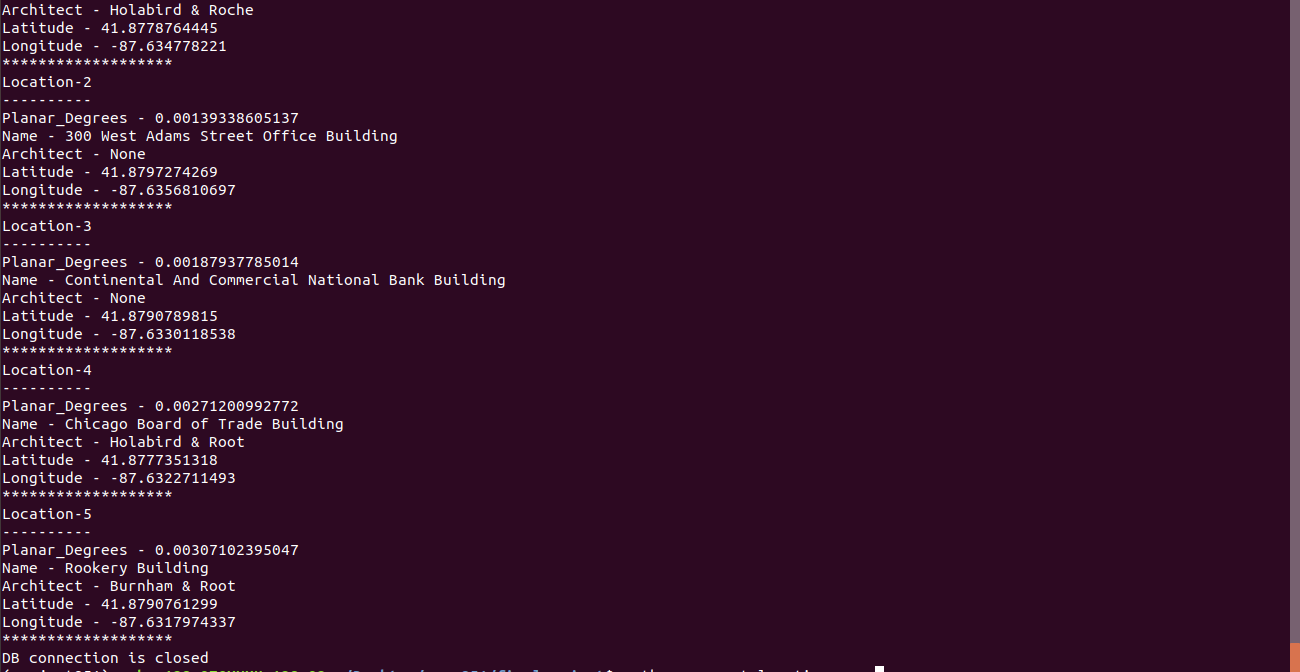 Architect - Holabird & Roche
Latitude - 41.8778764445
Longitude - -87.634778221
*******************
Location-2
----------
Planar_Degrees - 0.00139338605137
Name - 300 West Adams Street Office Building
Architect - None
Latitude - 41.8797274269
Longitude - -87.6356810697
*******************
Location-3
----------
Planar_Degrees - 0.00187937785014
Name - Continental And Commercial National Bank Building
Architect - None
Latitude - 41.8790789815
Longitude - -87.6330118538
*******************
Location-4
----------
Planar_Degrees - 0.00271200992772
Name - Chicago Board of Trade Building
Architect - Holabird & Root
Latitude - 41.8777351318
Longitude - -87.6322711493
*******************
Location-5
----------
Planar_Degrees - 0.00307102395047
Name - Rookery Building
Architect - Burnham & Root
Latitude - 41.8790761299
Longitude - -87.6317974337
*******************
DB connection is closed